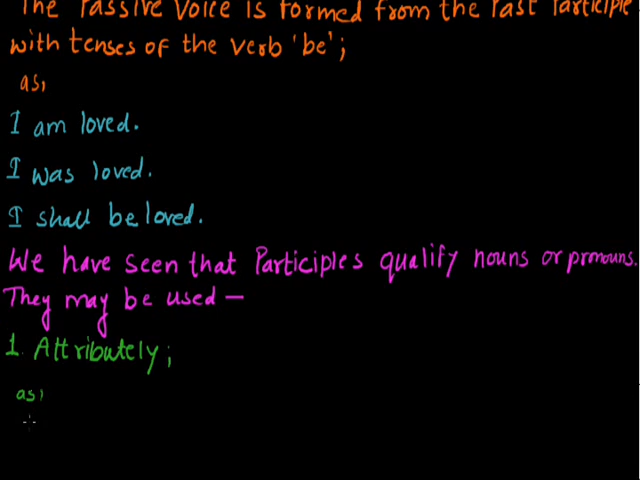 The Passive Voice is formed from the Past Participle
with tenses of the verb 'be';
as,
I am loved.
I was loved.
I shall be loved.
We have seen that Participles qualify nouns or pronouns.
They may be used —
1. Attributely;
as,